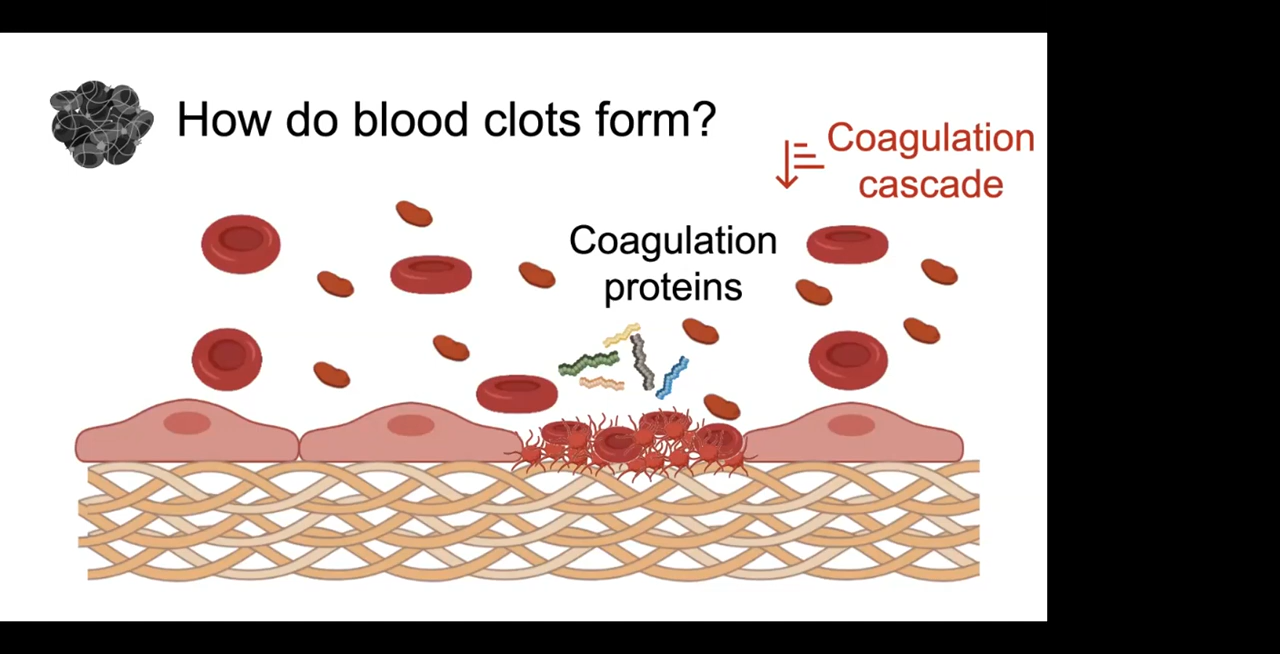 How do blood clots form?
Coagulation
cascade
Coagulation
proteins